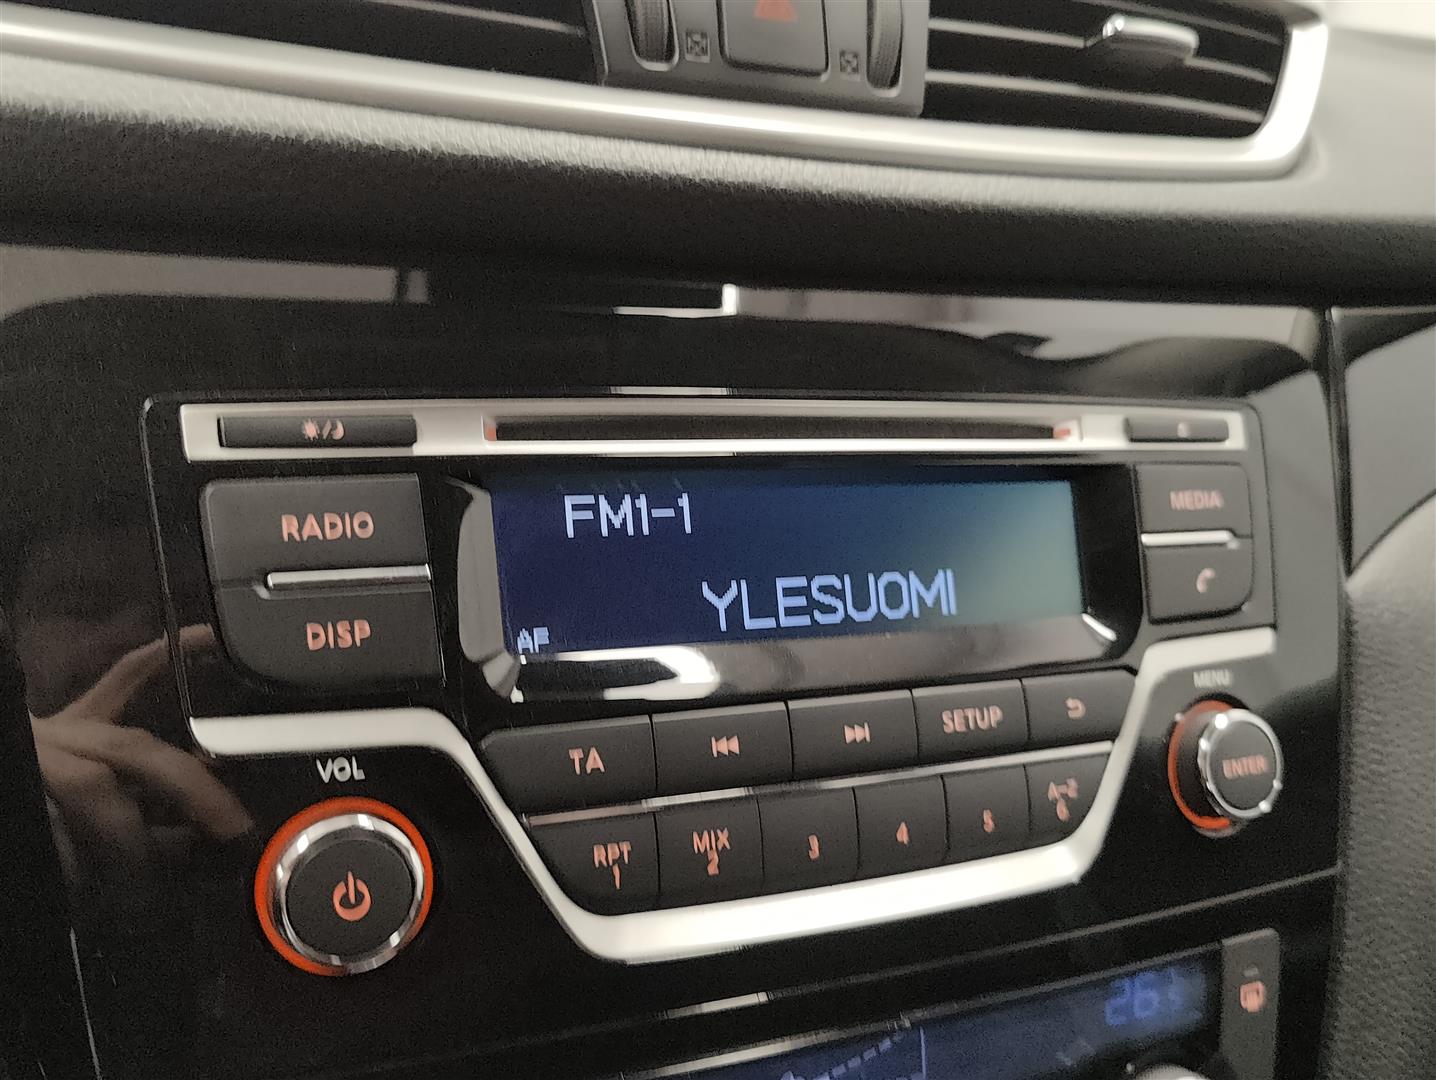 RADIO
DISP
FM1-1
YLESUOMI
AF
MEDIA
VOL
MENU
ENTER
TA
SETUP
RPT
1
MIX
2
3
4
5
A-Z
6